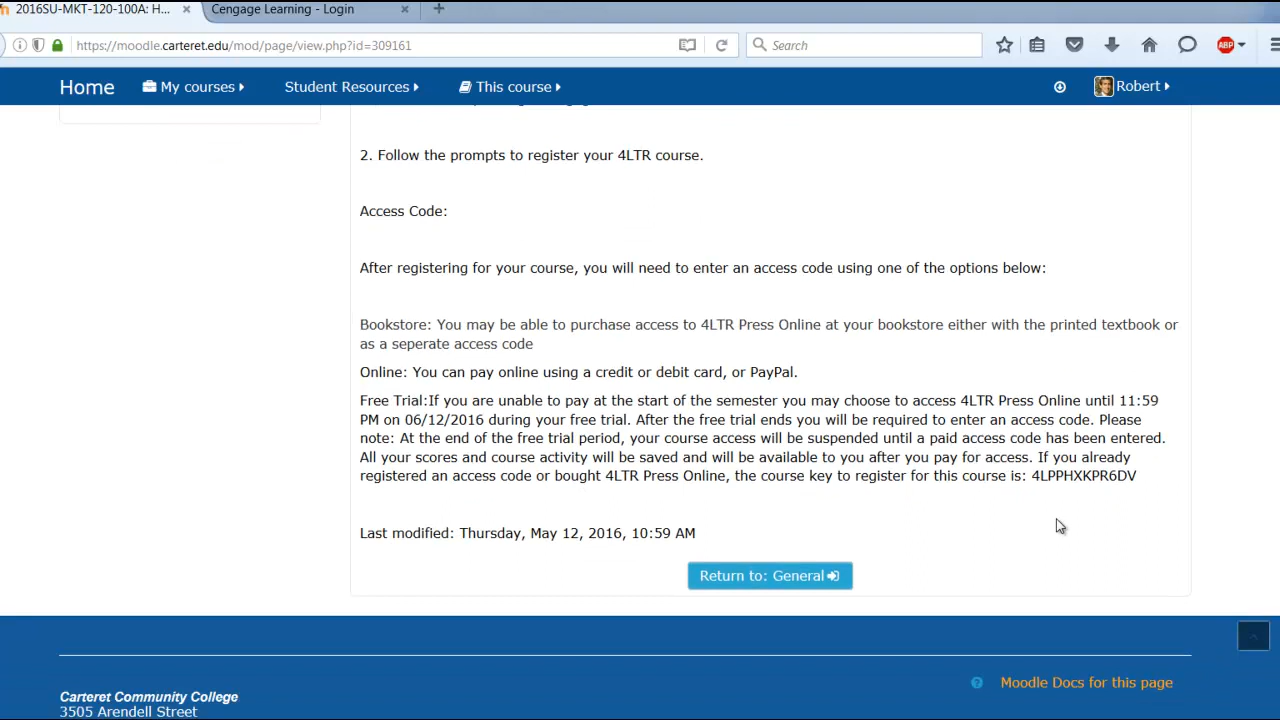 2016SU-MKT-120-100A: H...
Cengage Learning - Login
https://moodle.carteret.edu/mod/page/view.php?id=309161
Search
ABP
Home
My courses
Student Resources
This course
Robert
2. Follow the prompts to register your 4LTR course.
Access Code:
After registering for your course, you will need to enter an access code using one of the options below:
Bookstore: You may be able to purchase access to 4LTR Press Online at your bookstore either with the printed textbook or
as a seperate access code
Online: You can pay online using a credit or debit card, or PayPal.
Free Trial:If you are unable to pay at the start of the semester you may choose to access 4LTR Press Online until 11:59
PM on 06/12/2016 during your free trial. After the free trial ends you will be required to enter an access code. Please
note: At the end of the free trial period, your course access will be suspended until a paid access code has been entered.
All your scores and course activity will be saved and will be available to you after you pay for access. If you already
registered an access code or bought 4LTR Press Online, the course key to register for this course is: 4LPPHXKPR6DV
Last modified: Thursday, May 12, 2016, 10:59 AM
Return to: General
Moodle Docs for this page
Carteret Community College
3505 Arendell Street